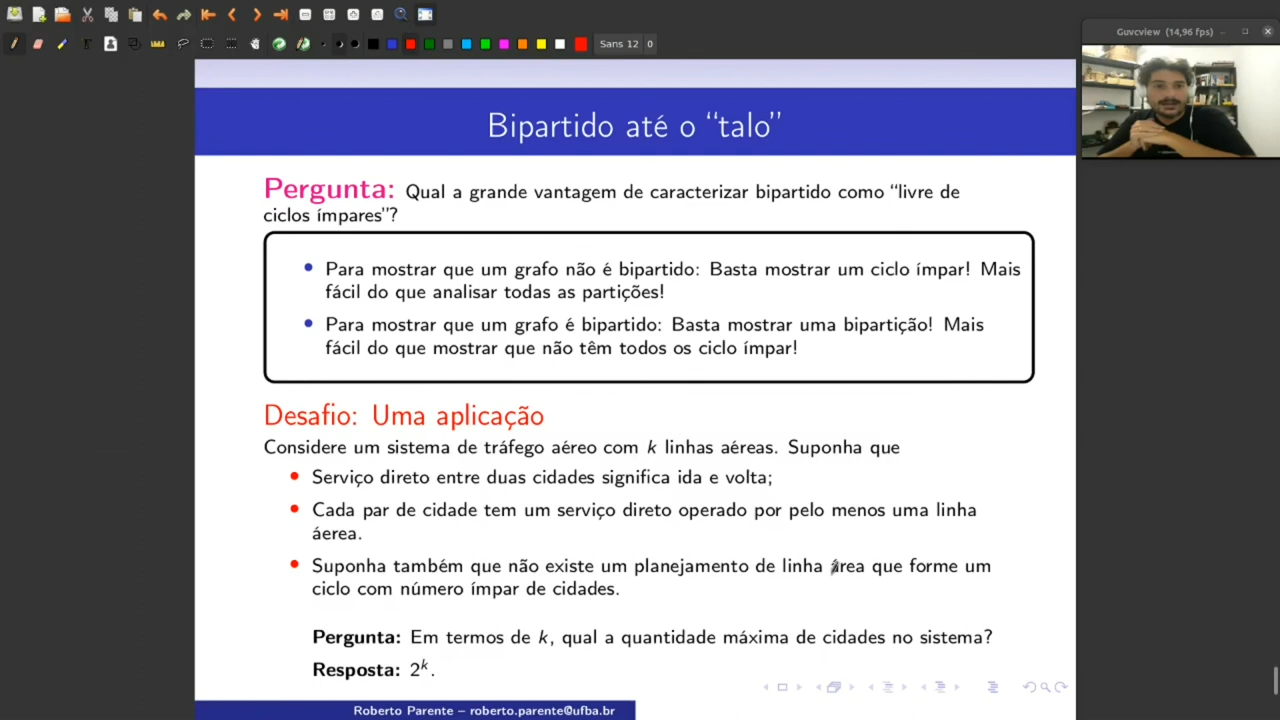 Guvcview (14,96 fps)
Sans 12 0
Bipartido até o “talo”
Pergunta: Qual a grande vantagem de caracterizar bipartido como “livre de
ciclos ímpares”?
• Para mostrar que um grafo não é bipartido: Basta mostrar um ciclo ímpar! Mais
fácil do que analisar todas as partições!
• Para mostrar que um grafo é bipartido: Basta mostrar uma bipartição! Mais
fácil do que mostrar que não têm todos os ciclo ímpar!
Desafio: Uma aplicação
Considere um sistema de tráfego aéreo com k linhas aéreas. Suponha que
• Serviço direto entre duas cidades significa ida e volta;
• Cada par de cidade tem um serviço direto operado por pelo menos uma linha
áerea.
• Suponha também que não existe um planejamento de linha área que forme um
ciclo com número ímpar de cidades.
Pergunta: Em termos de k, qual a quantidade máxima de cidades no sistema?
Resposta: 2^k.
Roberto Parente – roberto.parente@ufba.br